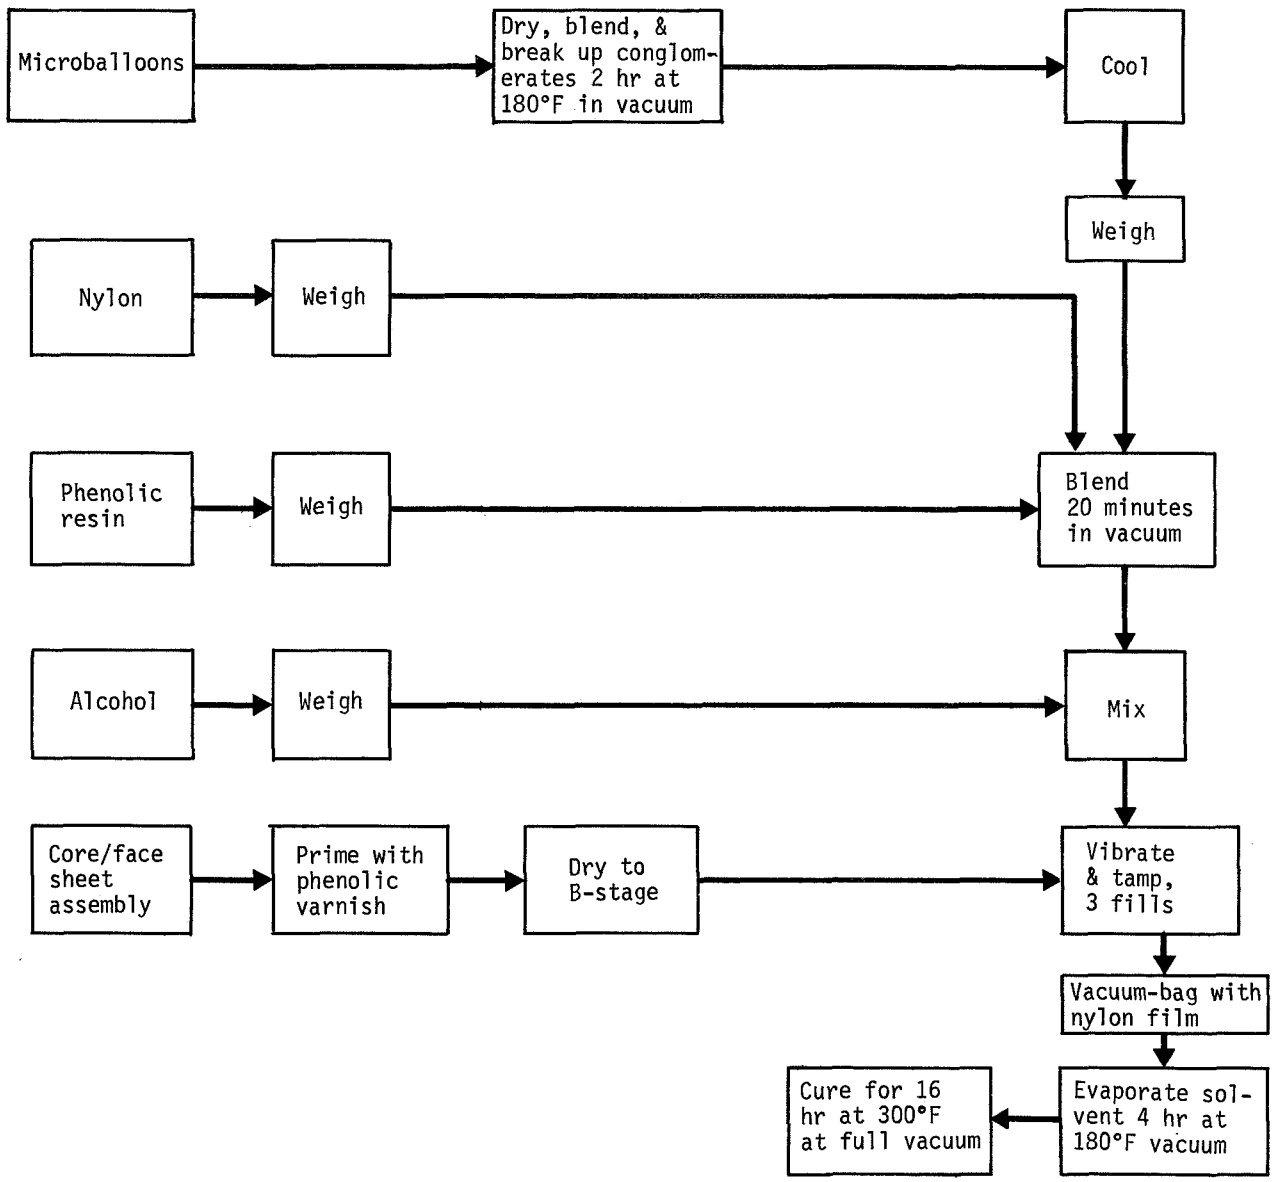 Microballoons
Dry, blend, &
break up conglom-
erates 2 hr at
180°F in vacuum
Cool
Weigh
Nylon
Weigh
Phenolic
resin
Weigh
Blend
20 minutes
in vacuum
Alcohol
Weigh
Mix
Core/face
sheet
assembly
Prime with
phenolic
varnish
Dry to
B-stage
Vibrate
& tamp,
3 fills
Vacuum-bag with
nylon film
Evaporate sol-
vent 4 hr at
180°F vacuum
Cure for 16
hr at 300°F
at full vacuum